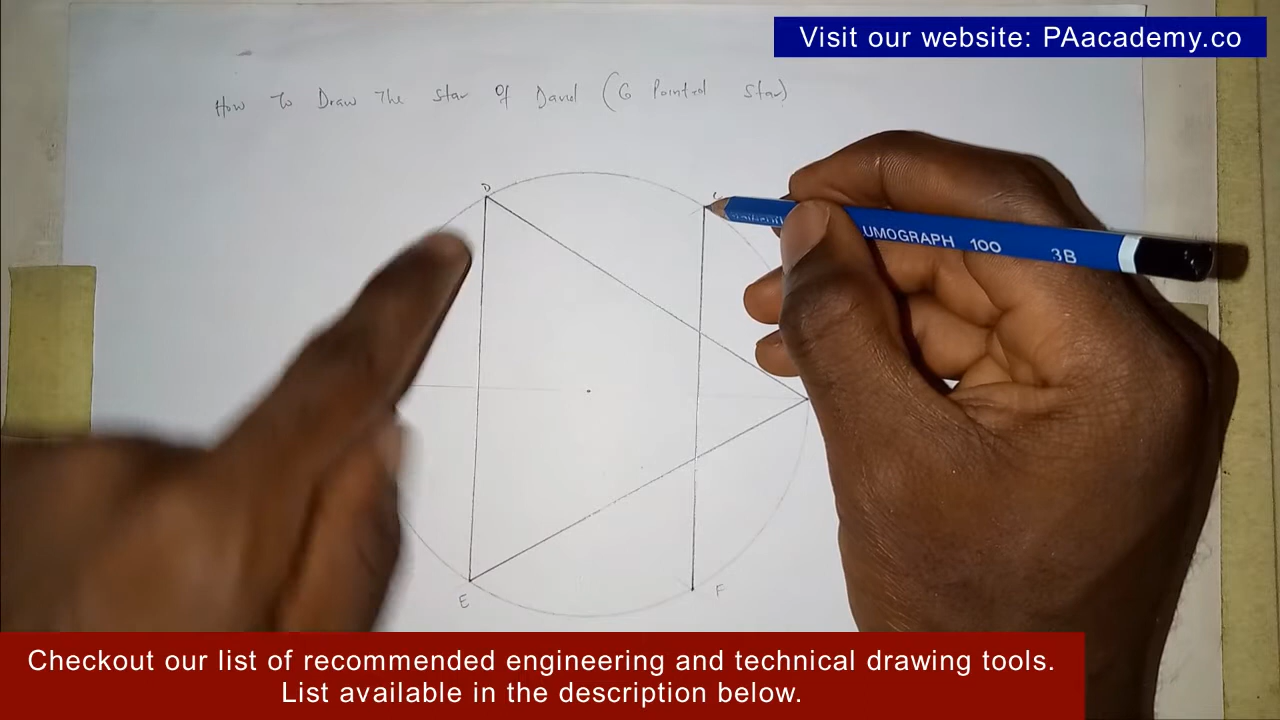 Visit our website: PAacademy.co
How To Draw The Star Of David (6 Pointed Star)
D
UMOGRAPH 100 3B
E
F
Checkout our list of recommended engineering and technical drawing tools.
List available in the description below.